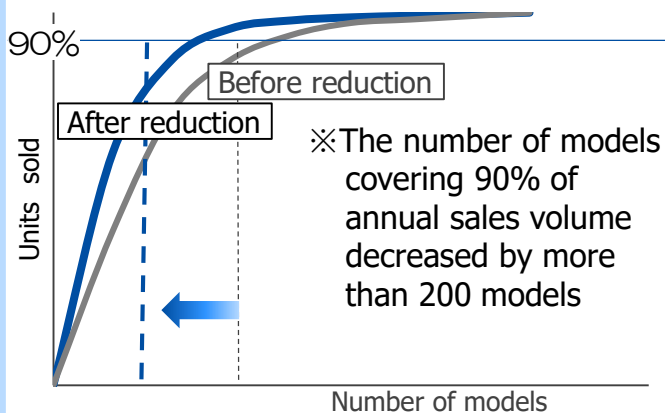 90%
Before reduction
After reduction
※The number of models
covering 90% of
annual sales volume
decreased by more
than 200 models
Units sold
Number of models